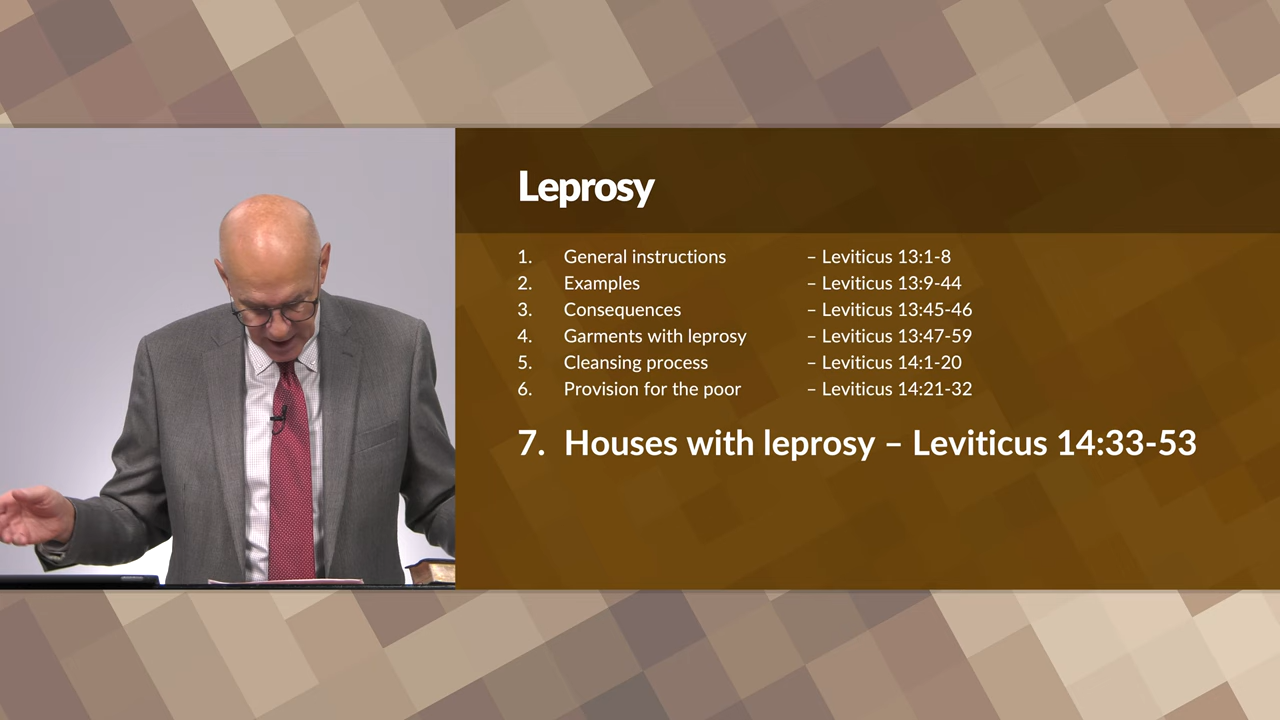 Leprosy
1. General instructions – Leviticus 13:1-8
2. Examples – Leviticus 13:9-44
3. Consequences – Leviticus 13:45-46
4. Garments with leprosy – Leviticus 13:47-59
5. Cleansing process – Leviticus 14:1-20
6. Provision for the poor – Leviticus 14:21-32
7. Houses with leprosy – Leviticus 14:33-53